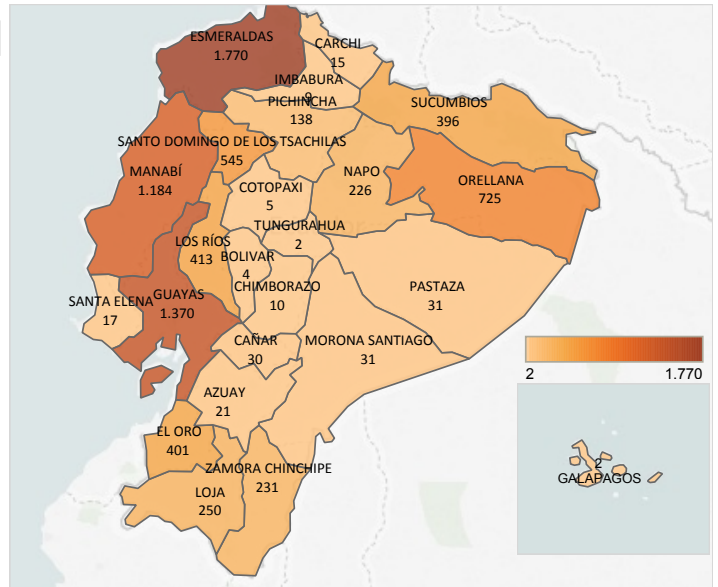 ESMERALDAS
1.770
CARCHI
15
IMBABURA
9
PICHINCHA
138
SUCUMBIOS
396
SANTO DOMINGO DE LOS TSACHILAS
545
MANABÍ
1.184
NAPO
226
ORELLANA
725
COTOPAXI
5
TUNGURAHUA
2
LOS RÍOS
413
BOLIVAR
4
CHIMBORAZO
10
PASTAZA
31
SANTA ELENA
17
GUAYAS
1.370
CAÑAR
30
MORONA SANTIAGO
31
2 1.770
AZUAY
21
EL ORO
401
ZAMORA CHINCHIPE
231
LOJA
250
2
GALAPAGOS